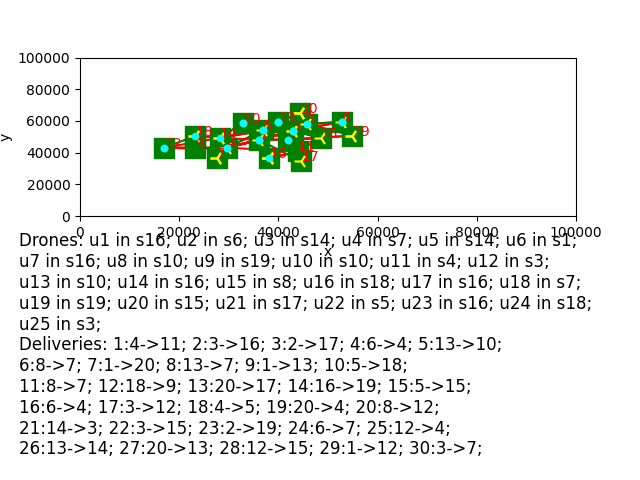 100000
80000
60000
40000
20000
0
y
0 20000 40000 60000 80000 100000
x
Drones: u1 in s16; u2 in s6; u3 in s14; u4 in s7; u5 in s14; u6 in s1;
u7 in s16; u8 in s10; u9 in s19; u10 in s10; u11 in s4; u12 in s3;
u13 in s10; u14 in s16; u15 in s8; u16 in s18; u17 in s16; u18 in s7;
u19 in s19; u20 in s15; u21 in s17; u22 in s5; u23 in s16; u24 in s18;
u25 in s3;
Deliveries: 1:4->11; 2:3->16; 3:2->17; 4:6->4; 5:13->10;
6:8->7; 7:1->20; 8:13->7; 9:1->13; 10:5->18;
11:8->7; 12:18->9; 13:20->17; 14:16->19; 15:5->15;
16:6->4; 17:3->12; 18:4->5; 19:20->4; 20:8->12;
21:14->3; 22:3->15; 23:2->19; 24:6->7; 25:12->4;
26:13->14; 27:20->13; 28:12->15; 29:1->12; 30:3->7;